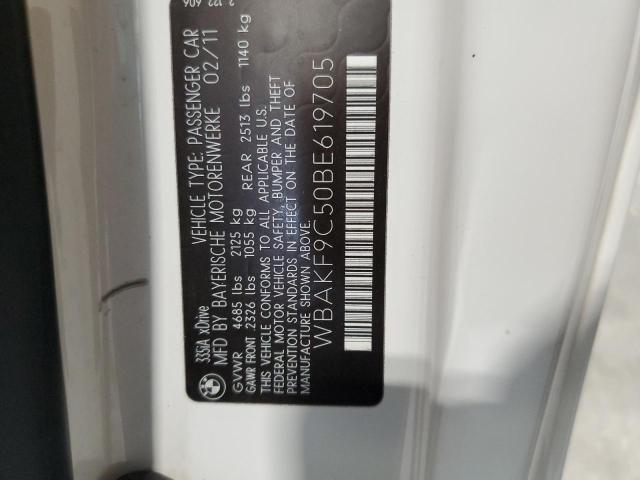 335iA xDrive VEHICLE TYPE: PASSENGER CAR
MFD BY BAYERISCHE MOTORENWERKE 02/11
GVWR 4685 lbs 2125 kg
GAWR FRONT 2326 lbs 1055 kg REAR 2513 lbs 1140 kg
THIS VEHICLE CONFORMS TO ALL APPLICABLE U.S.
FEDERAL MOTOR VEHICLE SAFETY, BUMPER AND THEFT
PREVENTION STANDARDS IN EFFECT ON THE DATE OF
MANUFACTURE SHOWN ABOVE.
WBAKF9C50BE619705